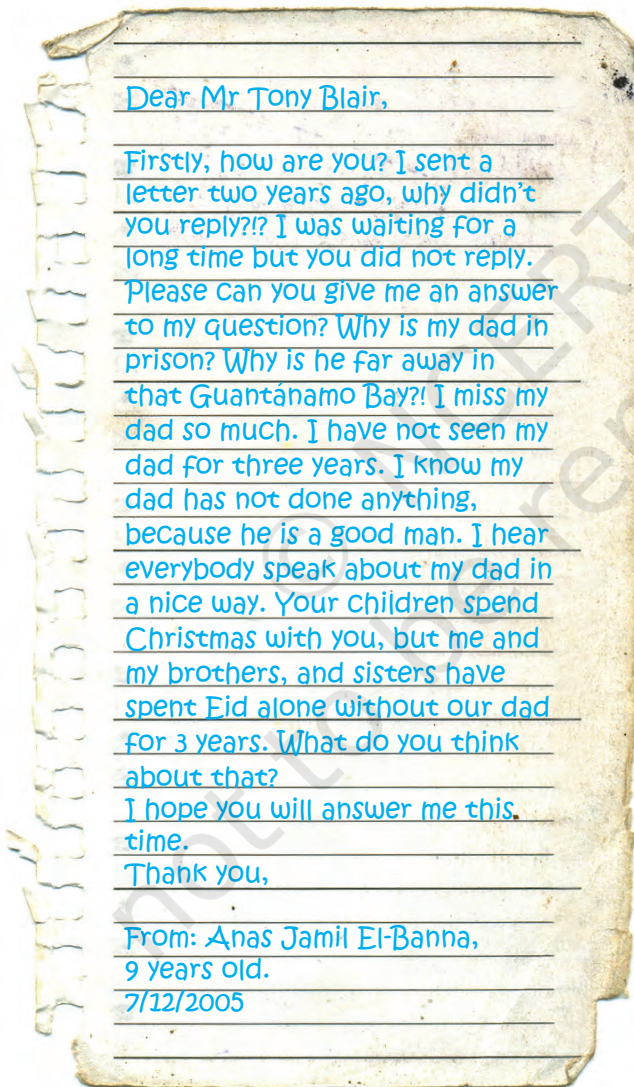 Dear Mr Tony Blair,
Firstly, how are you? I sent a
letter two years ago, why didn't
you reply?!? I was waiting for a
long time but you did not reply.
Please can you give me an answer
to my question? Why is my dad in
prison? Why is he far away in
that Guantánamo Bay?! I miss my
dad so much. I have not seen my
dad for three years. I know my
dad has not done anything,
because he is a good man. I hear
everybody speak about my dad in
a nice way. Your children spend
Christmas with you, but me and
my brothers, and sisters have
spent Eid alone without our dad
for 3 years. What do you think
about that?
I hope you will answer me this
time.
Thank you,
From: Anas Jamil El-Banna,
9 years old.
7/12/2005
© NCERT
not to be